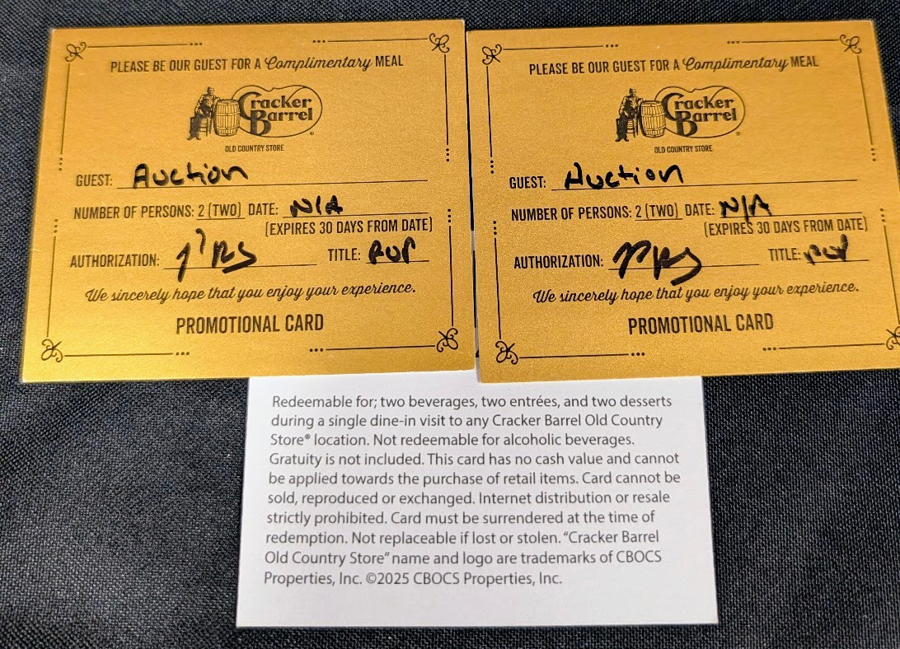 PLEASE BE OUR GUEST FOR A Complimentary MEAL
Cracker
Barrel
OLD COUNTRY STORE
GUEST: Auction
NUMBER OF PERSONS: 2 (TWO) DATE: N/A
(EXPIRES 30 DAYS FROM DATE)
AUTHORIZATION: TITLE:
We sincerely hope that you enjoy your experience.
PROMOTIONAL CARD
PLEASE BE OUR GUEST FOR A Complimentary MEAL
Cracker
Barrel
OLD COUNTRY STORE
GUEST: Auction
NUMBER OF PERSONS: 2 (TWO) DATE: N/A
(EXPIRES 30 DAYS FROM DATE)
AUTHORIZATION: TITLE:
We sincerely hope that you enjoy your experience.
PROMOTIONAL CARD
Redeemable for; two beverages, two entrées, and two desserts
during a single dine-in visit to any Cracker Barrel Old Country
Store® location. Not redeemable for alcoholic beverages.
Gratuity is not included. This card has no cash value and cannot
be applied towards the purchase of retail items. Card cannot be
sold, reproduced or exchanged. Internet distribution or resale
strictly prohibited. Card must be surrendered at the time of
redemption. Not replaceable if lost or stolen. “Cracker Barrel
Old Country Store” name and logo are trademarks of CBOCS
Properties, Inc. ©2025 CBOCS Properties, Inc.